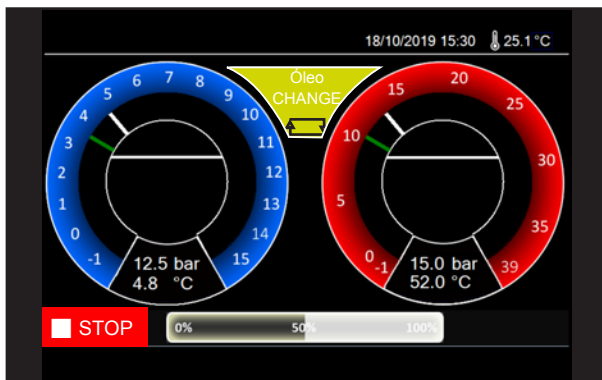 18/10/2019 15:30 25.1 °C
Óleo
CHANGE
-1 0 1 2 3 4 5 6 7 8 9 10 11 12 13 14 15
12.5 bar
4.8 °C
-1 0 5 10 15 20 25 30 35 39
15.0 bar
52.0 °C
STOP
0% 50% 100%